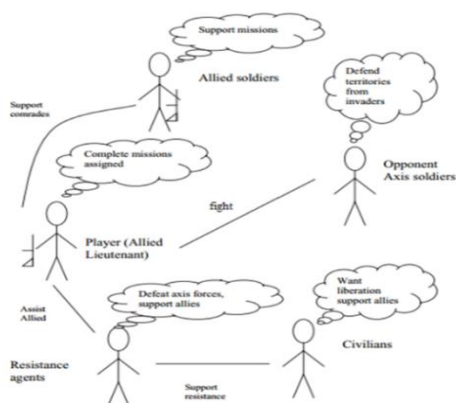 Support missions
Allied soldiers
Defend
territories
from
invaders
Support
comrades
Complete missions
assigned
Opponent
Axis soldiers
fight
Player (Allied
Lieutenant)
Want
liberation
support allies
Defeat axis forces,
support allies
Assist
Allied
Civilians
Resistance
agents
Support
resistance